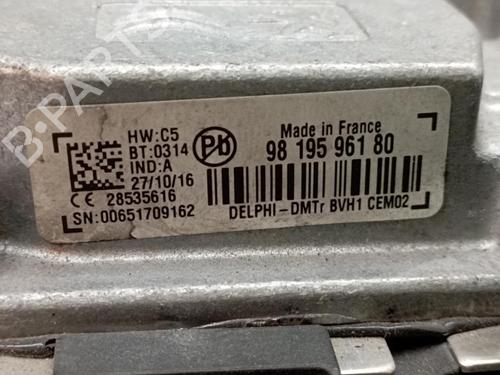 HW:C5
BT:0314
IND:A
27/10/16
CE 28535616
SN:00651709162
Pb
Made in France
98 195 961 80
DELPHI-DMTr BVH1 CEM02
B-PARTS